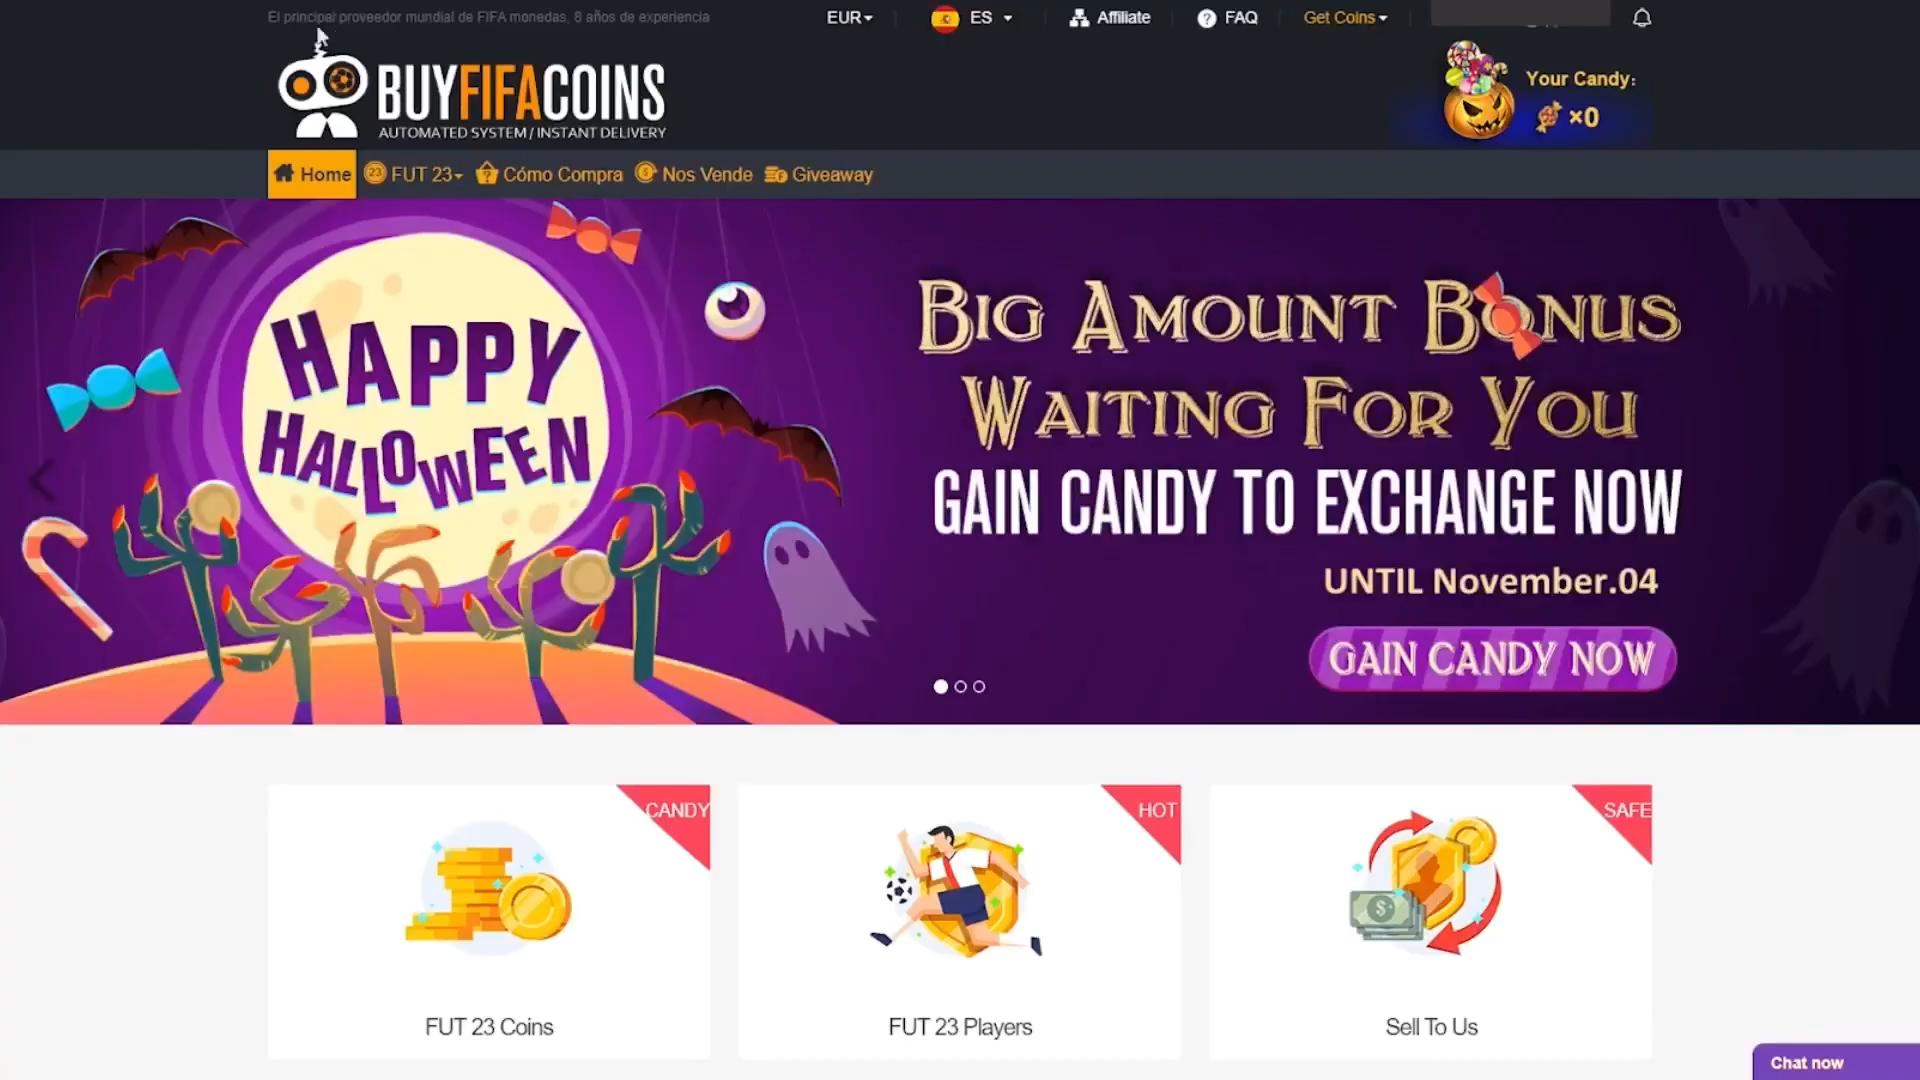 El principal proveedor mundial de FIFA monedas, 8 años de experiencia
EUR
ES
Affiliate
FAQ
Get Coins
BUYFIFACOINS
AUTOMATED SYSTEM / INSTANT DELIVERY
Your Candy:
×0
Home
23
FUT 23
Cómo Compra
Nos Vende
Giveaway
HAPPY
HALLOWEEN
BIG AMOUNT BONUS
WAITING FOR YOU
GAIN CANDY TO EXCHANGE NOW
UNTIL November.04
GAIN CANDY NOW
CANDY
HOT
SAFE
FUT 23 Coins
FUT 23 Players
Sell To Us
Chat now